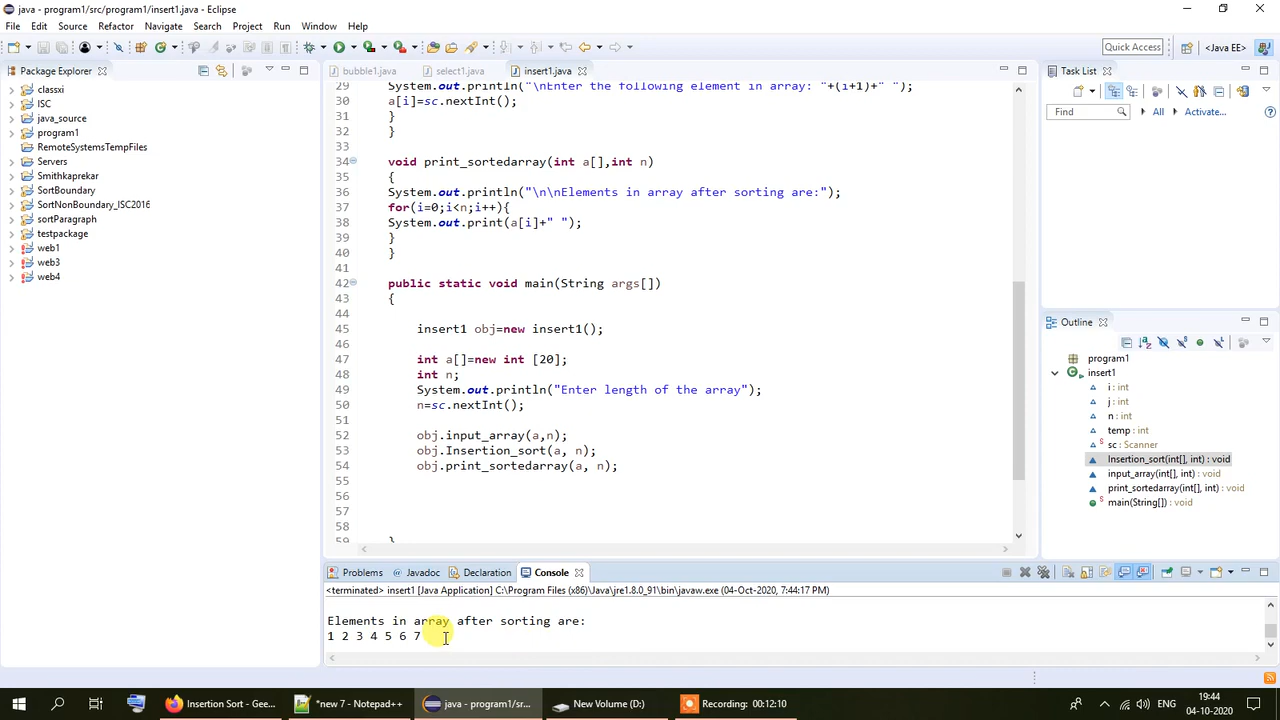 java - program1/src/program1/insert1.java - Eclipse
File Edit Source Refactor Navigate Search Project Run Window Help
Quick Access
<Java EE>
Package Explorer
bubble1.java
select1.java
insert1.java
Task List
classxi
ISC
java_source
program1
RemoteSystemsTempFiles
Servers
Smithkaprekar
SortBoundary
SortNonBoundary_ISC2016
sortParagraph
testpackage
web1
web3
web4
29 System.out.println("\nEnter the following element in array: "+(i+1)+" ");
30 a[i]=sc.nextInt();
31 }
32 }
33
34 void print_sortedarray(int a[],int n)
35 {
36 System.out.println("\n\nElements in array after sorting are:");
37 for(i=0;i<n;i++){
38 System.out.print(a[i]+" ");
39 }
40 }
41
42 public static void main(String args[])
43 {
44
45 insert1 obj=new insert1();
46
47 int a[]=new int [20];
48 int n;
49 System.out.println("Enter length of the array");
50 n=sc.nextInt();
51
52 obj.input_array(a,n);
53 obj.Insertion_sort(a, n);
54 obj.print_sortedarray(a, n);
55
56
57
58
59 }
Find
All
Activate...
Outline
program1
insert1
i : int
j : int
n : int
temp : int
sc : Scanner
Insertion_sort(int[], int) : void
input_array(int[], int) : void
print_sortedarray(int[], int) : void
main(String[]) : void
Problems Javadoc Declaration Console
<terminated> insert1 [Java Application] C:\Program Files (x86)\Java\jre1.8.0_91\bin\javaw.exe (04-Oct-2020, 7:44:17 PM)
Elements in array after sorting are:
1 2 3 4 5 6 7
Insertion Sort - Gee...
*new 7 - Notepad++
java - program1/sr...
New Volume (D:)
Recording: 00:12:10
ENG
19:44
04-10-2020